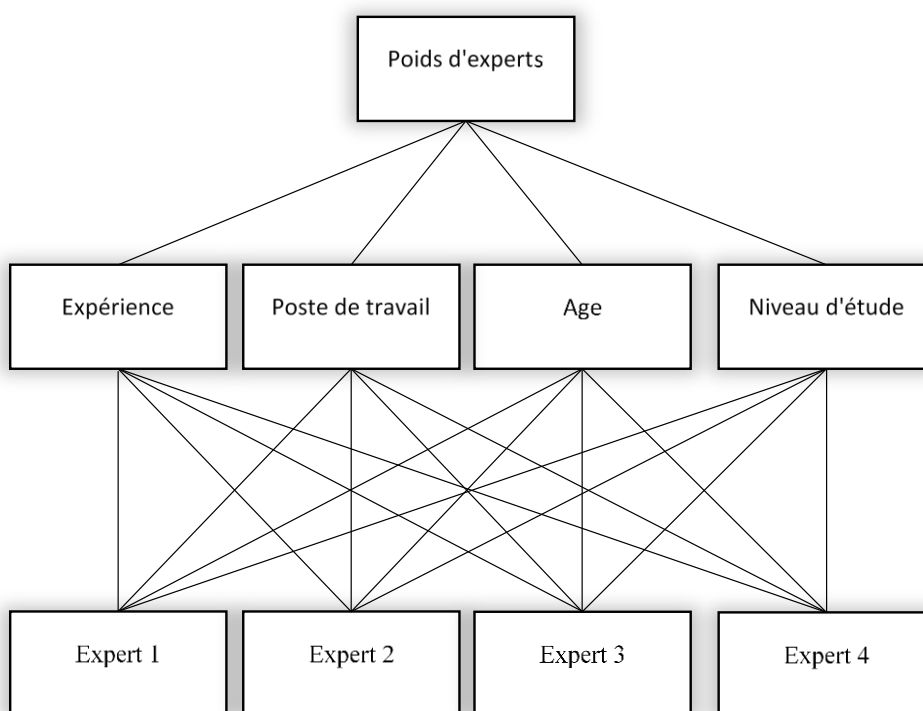 Poids d'experts
Expérience
Poste de travail
Age
Niveau d'étude
Expert 1
Expert 2
Expert 3
Expert 4